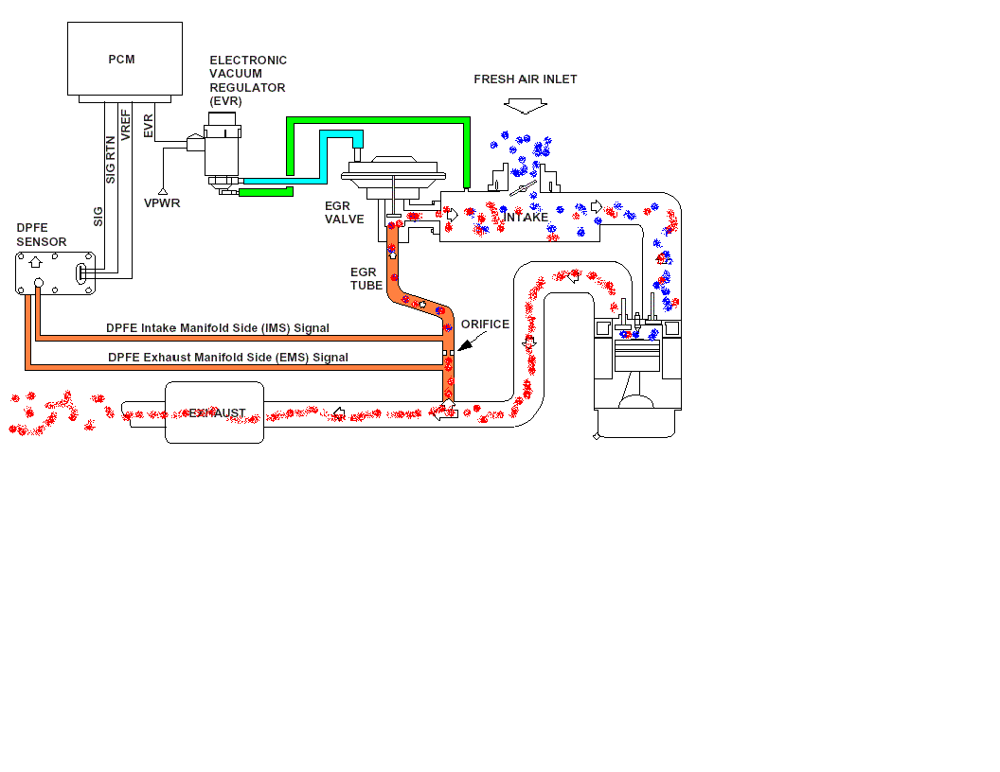 PCM
ELECTRONIC
VACUUM
REGULATOR
(EVR)
FRESH AIR INLET
SIG
SIG RTN
VREF
EVR
VPWR
EGR
VALVE
INTAKE
DPFE
SENSOR
EGR
TUBE
ORIFICE
DPFE Intake Manifold Side (IMS) Signal
DPFE Exhaust Manifold Side (EMS) Signal
EXHAUST